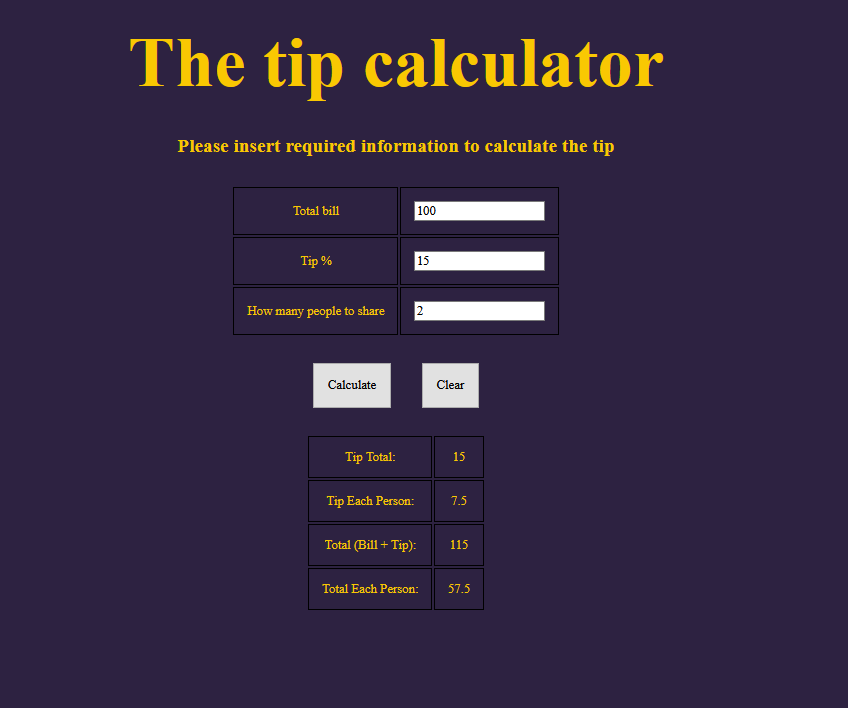 The tip calculator
Please insert required information to calculate the tip
Total bill 100
Tip % 15
How many people to share 2
Calculate Clear
Tip Total: 15
Tip Each Person: 7.5
Total (Bill + Tip): 115
Total Each Person: 57.5